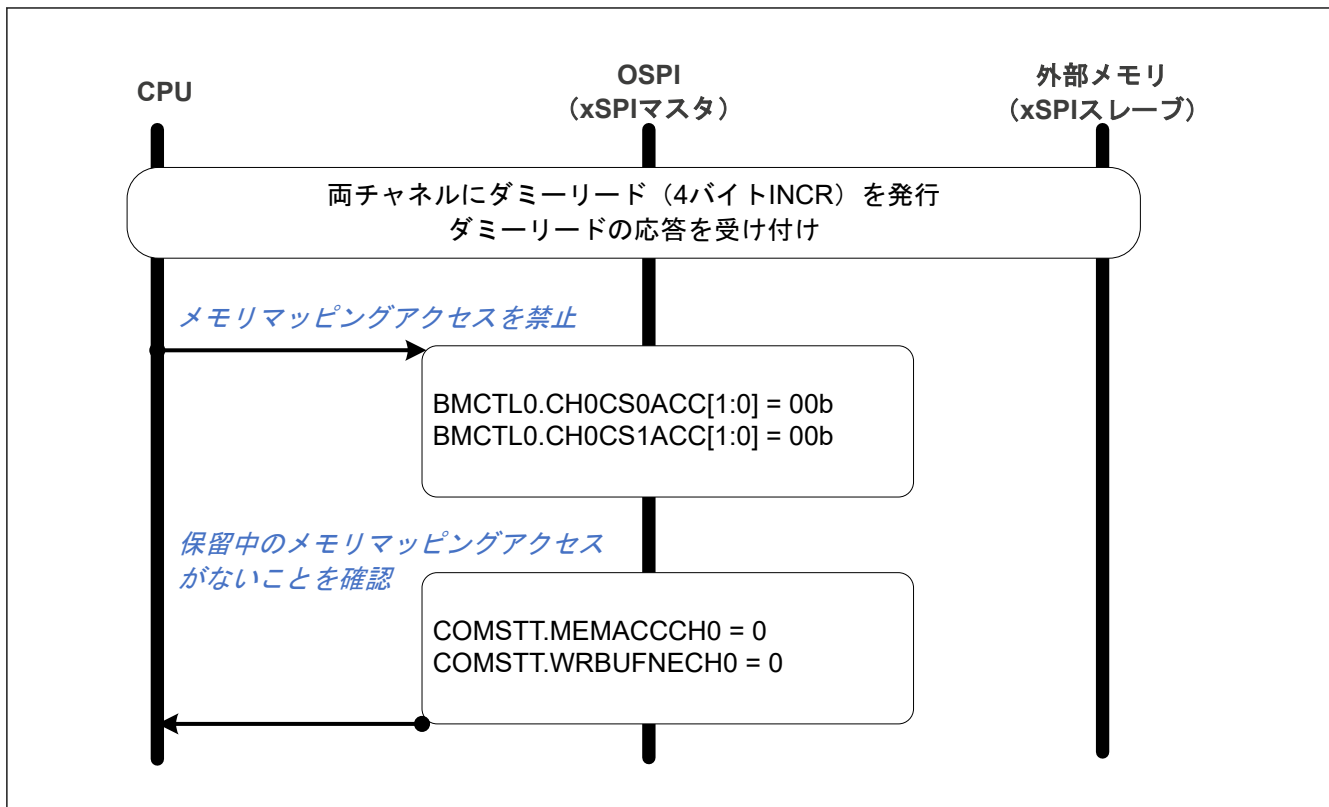 CPU
OSPI
（xSPIマスタ）
外部メモリ
（xSPIスレーブ）
両チャネルにダミーリード（4バイトINCR）を発行
ダミーリードの応答を受け付け
メモリマッピングアクセスを禁止
BMCTL0.CH0CS0ACC[1:0] = 00b
BMCTL0.CH0CS1ACC[1:0] = 00b
保留中のメモリマッピングアクセス
がないことを確認
COMSTT.MEMACCCH0 = 0
COMSTT.WRBUFNECH0 = 0